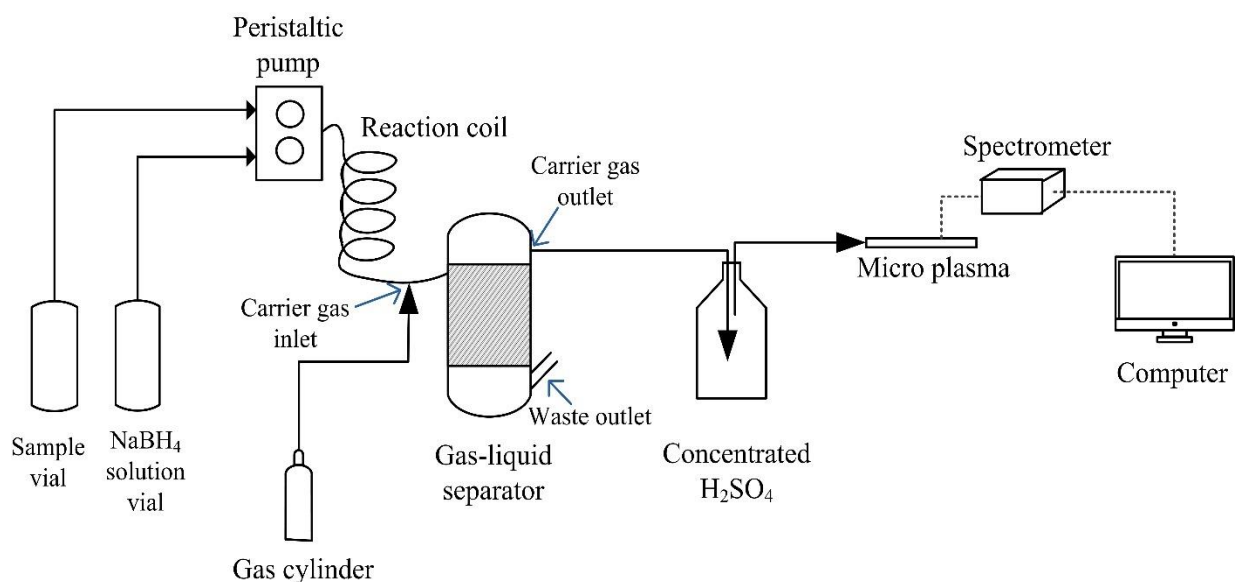 Peristaltic
pump
Reaction coil
Carrier gas
outlet
Spectrometer
Micro plasma
Carrier gas
inlet
Waste outlet
Computer
Sample
vial
NaBH₄
solution
vial
Gas-liquid
separator
Concentrated
H₂SO₄
Gas cylinder